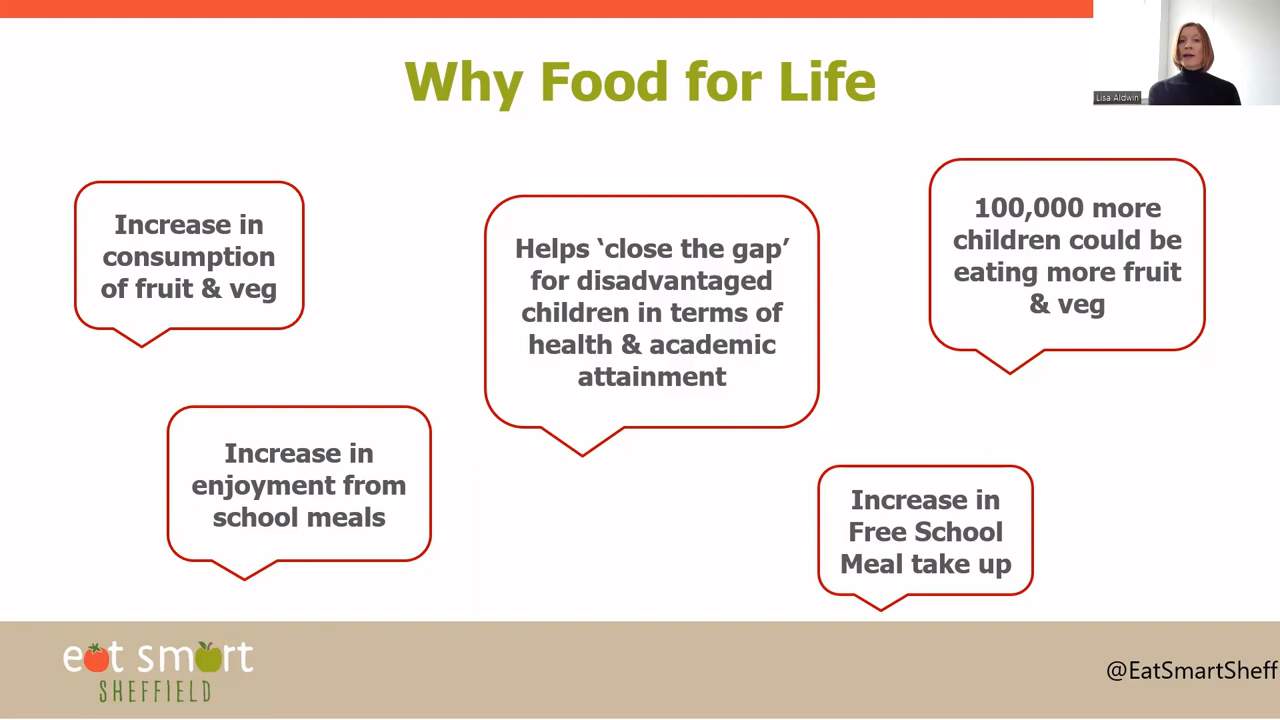 Why Food for Life
Lisa Aldwin
Increase in
consumption
of fruit & veg
Helps ‘close the gap’
for disadvantaged
children in terms of
health & academic
attainment
100,000 more
children could be
eating more fruit
& veg
Increase in
enjoyment from
school meals
Increase in
Free School
Meal take up
eat smart
SHEFFIELD
@EatSmartSheff